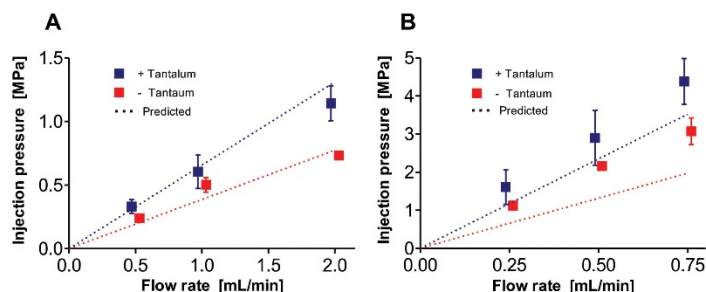 A
Injection pressure [MPa]
1.5
1.0
0.5
0.0
+ Tantalum
- Tantaum
Predicted
0.0
0.5
1.0
1.5
2.0
Flow rate [mL/min]
B
Injection pressure [MPa]
5
4
3
2
1
0
+ Tantalum
- Tantaum
Predicted
0.00
0.25
0.50
0.75
Flow rate [mL/min]